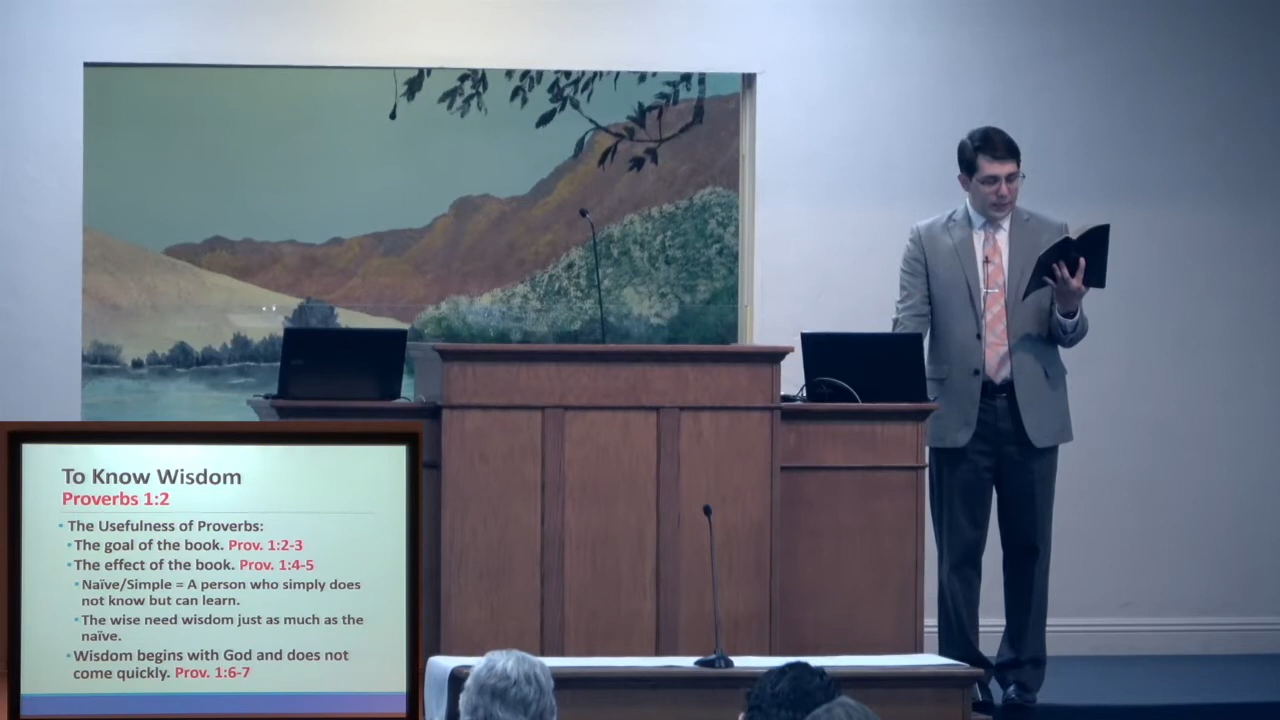 To Know Wisdom
Proverbs 1:2
• The Usefulness of Proverbs:
• The goal of the book. Prov. 1:2-3
• The effect of the book. Prov. 1:4-5
• Naïve/Simple = A person who simply does
not know but can learn.
• The wise need wisdom just as much as the
naïve.
• Wisdom begins with God and does not
come quickly. Prov. 1:6-7